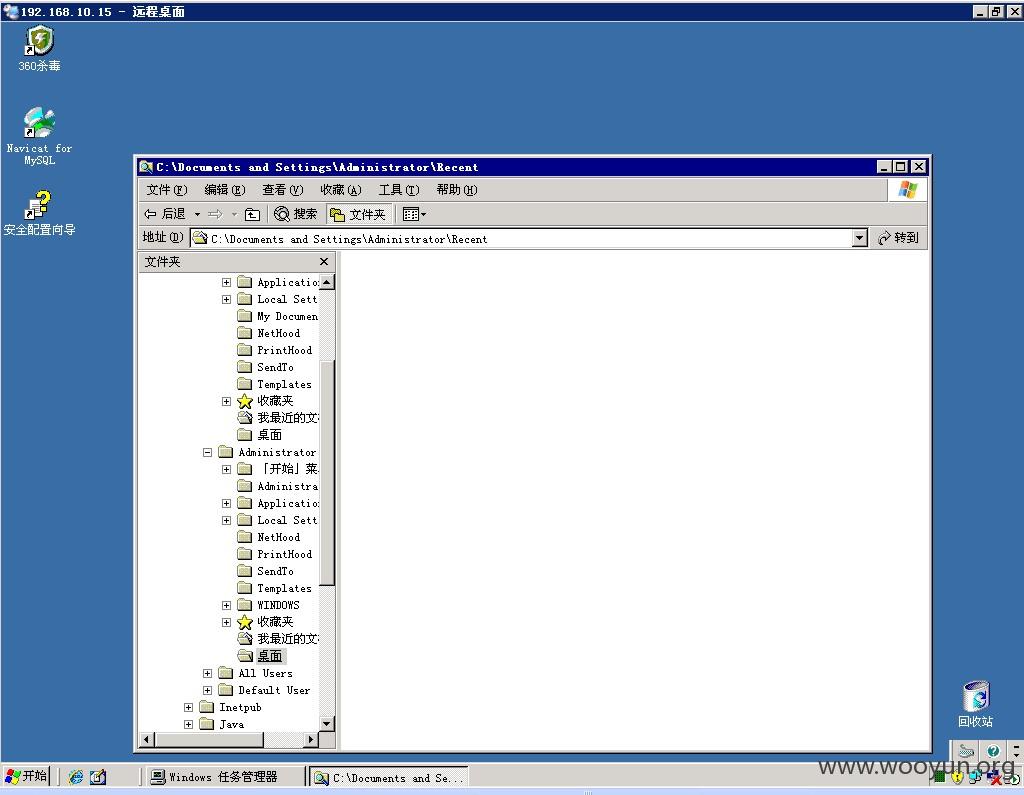 192.168.10.15 - 远程桌面
360杀毒
Navicat for
MySQL
安全配置向导
C:\Documents and Settings\Administrator\Recent
文件(F) 编辑(E) 查看(V) 收藏(A) 工具(T) 帮助(H)
后退 搜索 文件夹
地址(D) C:\Documents and Settings\Administrator\Recent 转到
文件夹
Applicatio
Local Sett
My Documen
NetHood
PrintHood
SendTo
Templates
收藏夹
我最近的文
桌面
Administrator
「开始」菜
Administra
Applicatio
Local Sett
NetHood
PrintHood
SendTo
Templates
WINDOWS
收藏夹
我最近的文
桌面
All Users
Default User
Inetpub
Java
回收站
开始 Windows 任务管理器 C:\Documents and Se...
www.wooyun.org